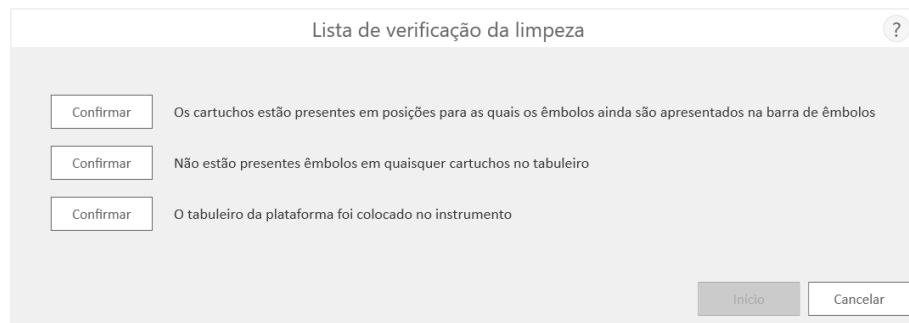 Lista de verificação da limpeza
?
Confirmar Os cartuchos estão presentes em posições para as quais os êmbolos ainda são apresentados na barra de êmbolos
Confirmar Não estão presentes êmbolos em quaisquer cartuchos no tabuleiro
Confirmar O tabuleiro da plataforma foi colocado no instrumento
Início Cancelar